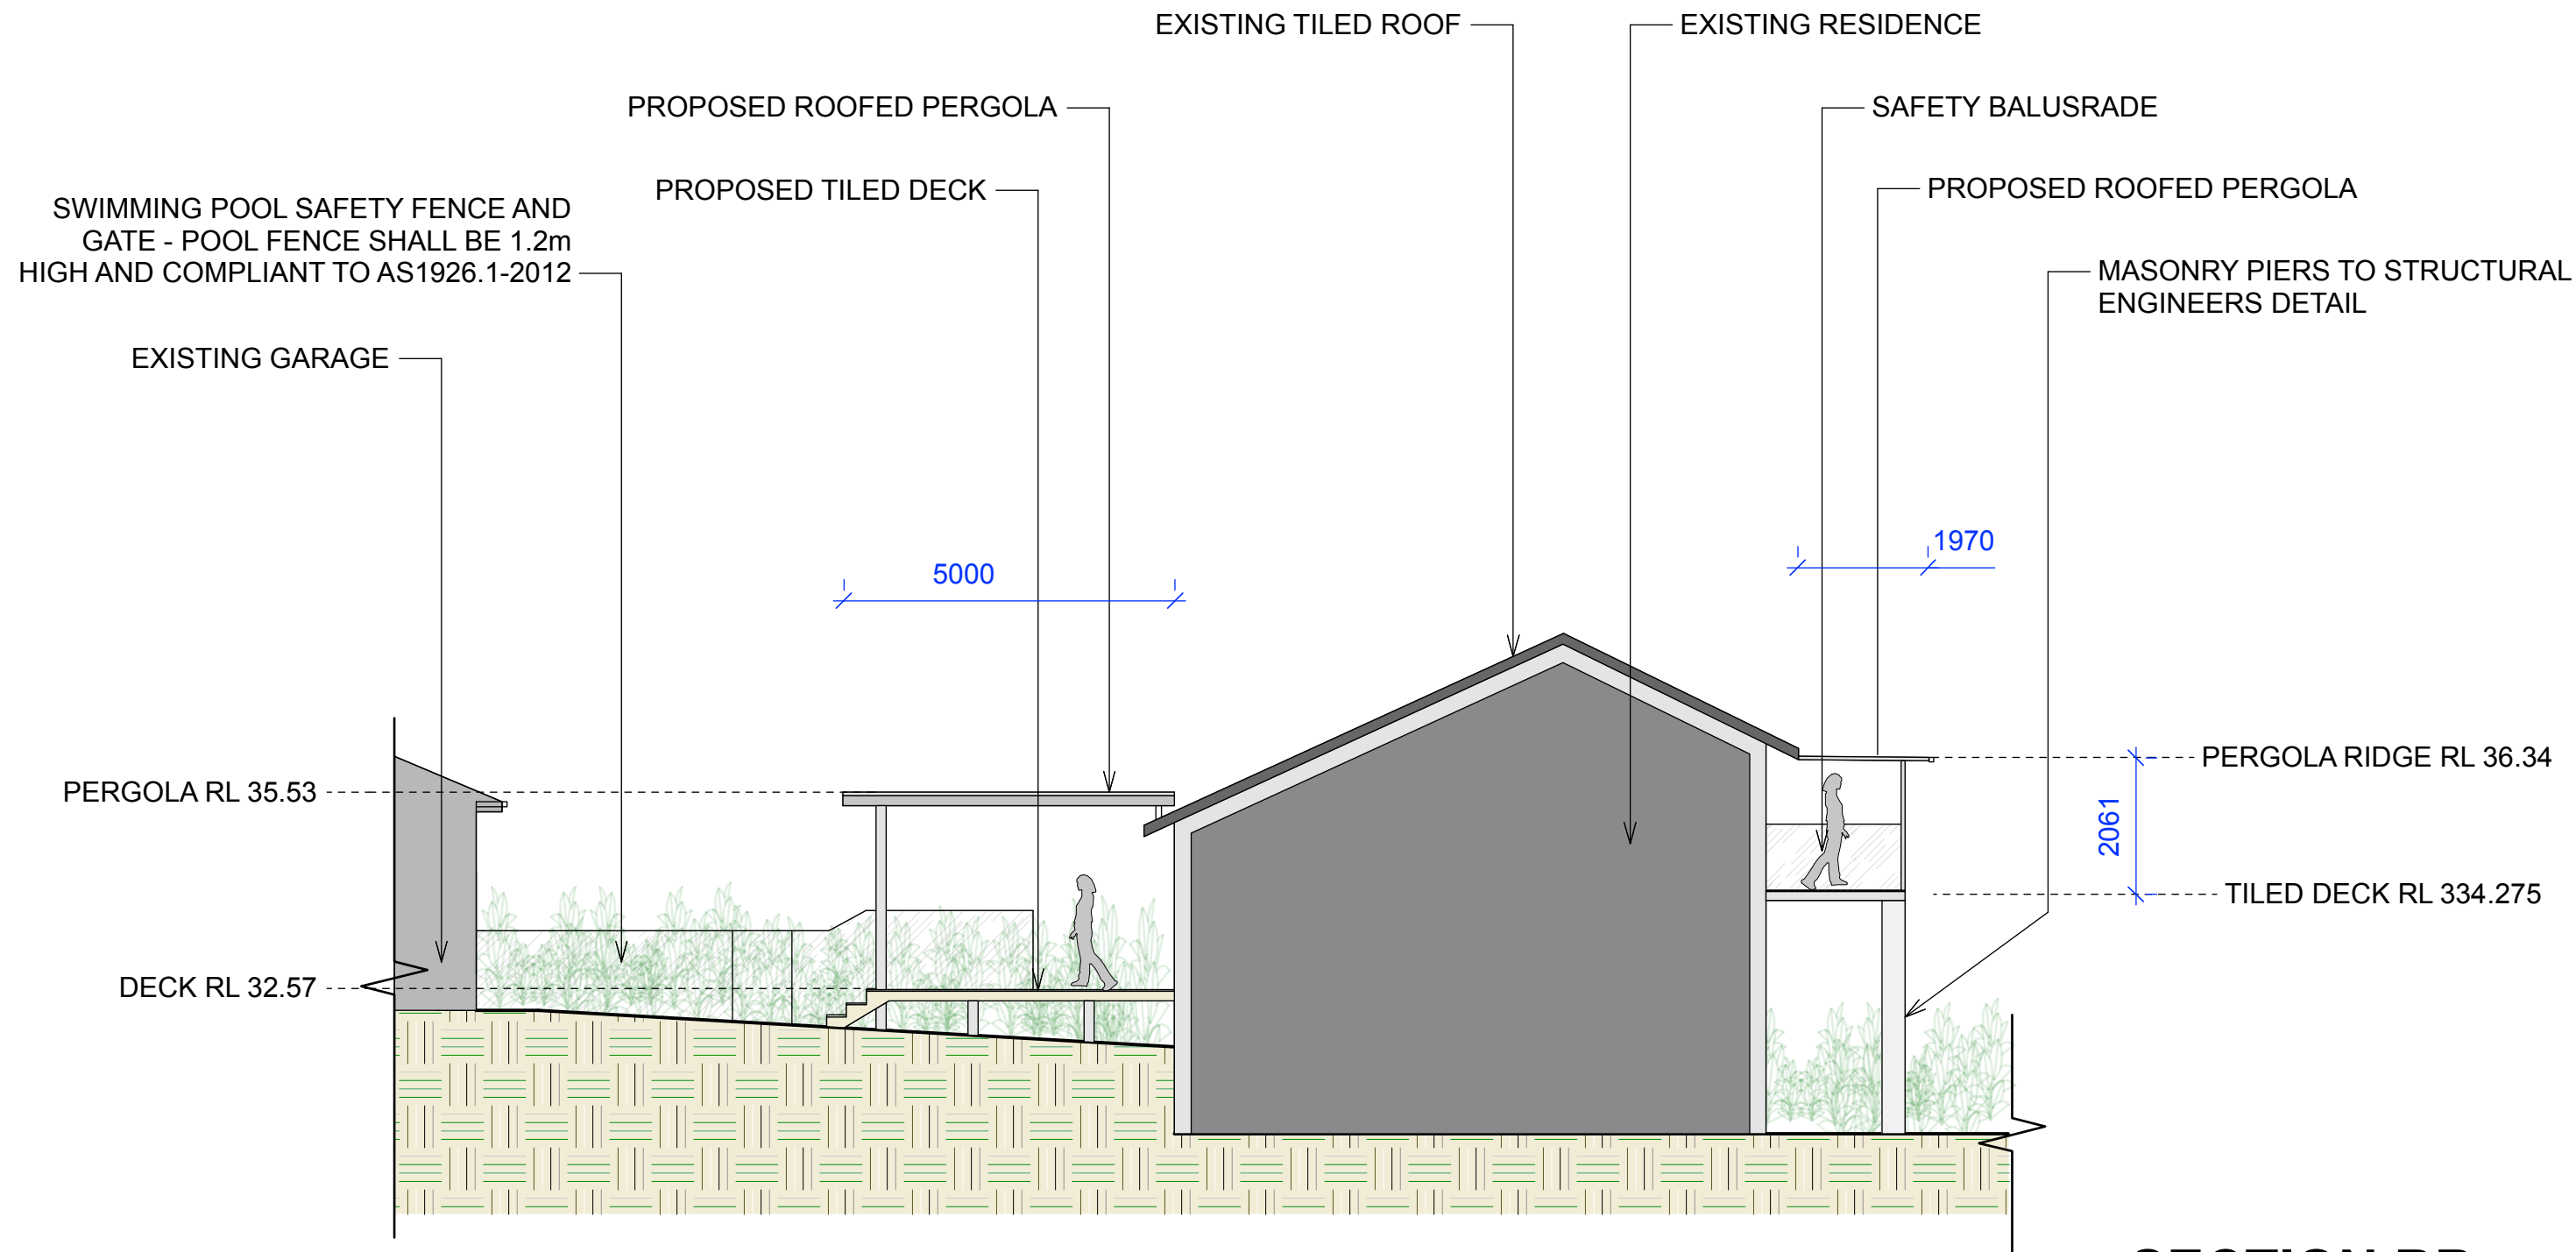 EXISTING TILED ROOF
EXISTING RESIDENCE
PROPOSED ROOFED PERGOLA
SAFETY BALUSRADE
PROPOSED TILED DECK
PROPOSED ROOFED PERGOLA
SWIMMING POOL SAFETY FENCE AND
GATE - POOL FENCE SHALL BE 1.2m
HIGH AND COMPLIANT TO AS1926.1-2012
MASONRY PIERS TO STRUCTURAL
ENGINEERS DETAIL
EXISTING GARAGE
1970
5000
PERGOLA RIDGE RL 36.34
PERGOLA RL 35.53
2061
TILED DECK RL 334.275
DECK RL 32.57